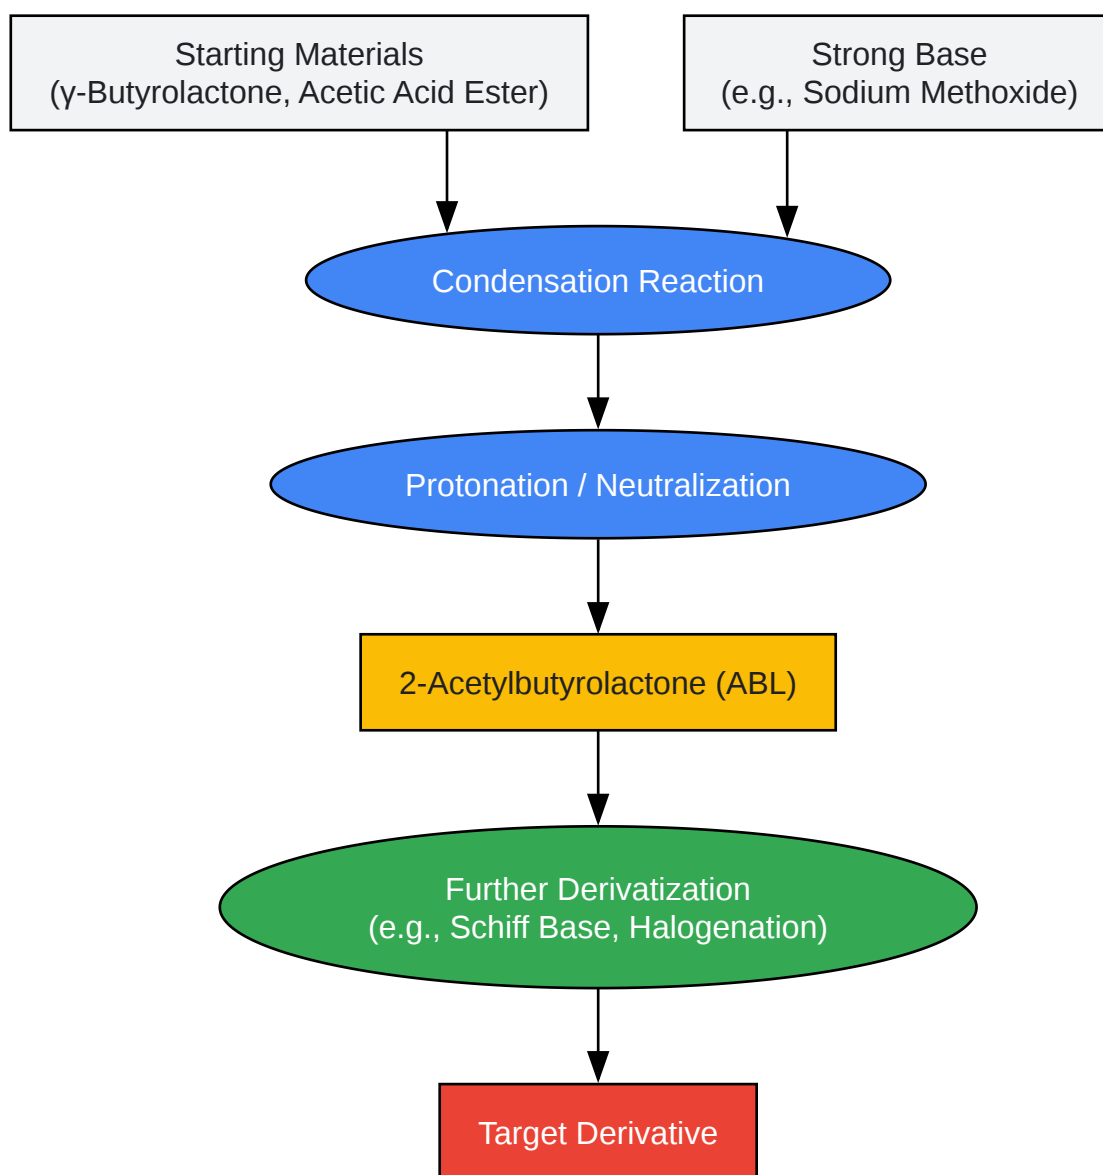 Starting Materials
(γ-Butyrolactone, Acetic Acid Ester)
Strong Base
(e.g., Sodium Methoxide)
Condensation Reaction
Protonation / Neutralization
2-Acetylbutyrolactone (ABL)
Further Derivatization
(e.g., Schiff Base, Halogenation)
Target Derivative